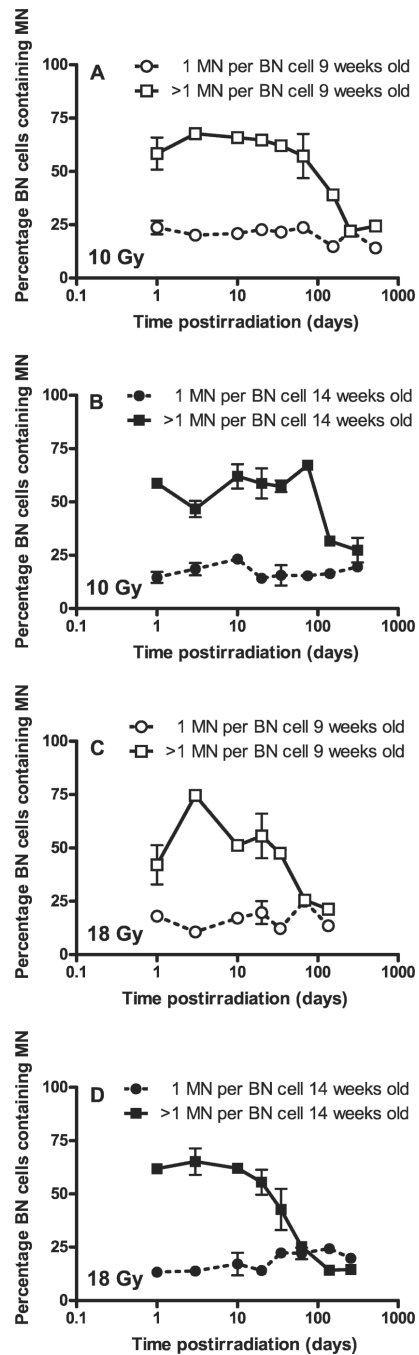 Percentage BN cells containing MN
A
1 MN per BN cell 9 weeks old
>1 MN per BN cell 9 weeks old
100
75
50
25
0
10 Gy
0.1
1
10
100
1000
Time postirradiation (days)
Percentage BN cells containing MN
B
1 MN per BN cell 14 weeks old
>1 MN per BN cell 14 weeks old
100
75
50
25
0
10 Gy
0.1
1
10
100
1000
Time postirradiation (days)
Percentage BN cells containing MN
C
1 MN per BN cell 9 weeks old
>1 MN per BN cell 9 weeks old
100
75
50
25
0
18 Gy
0.1
1
10
100
1000
Time postirradiation (days)
Percentage BN cells containing MN
D
1 MN per BN cell 14 weeks old
>1 MN per BN cell 14 weeks old
100
75
50
25
0
18 Gy
0.1
1
10
100
1000
Time postirradiation (days)